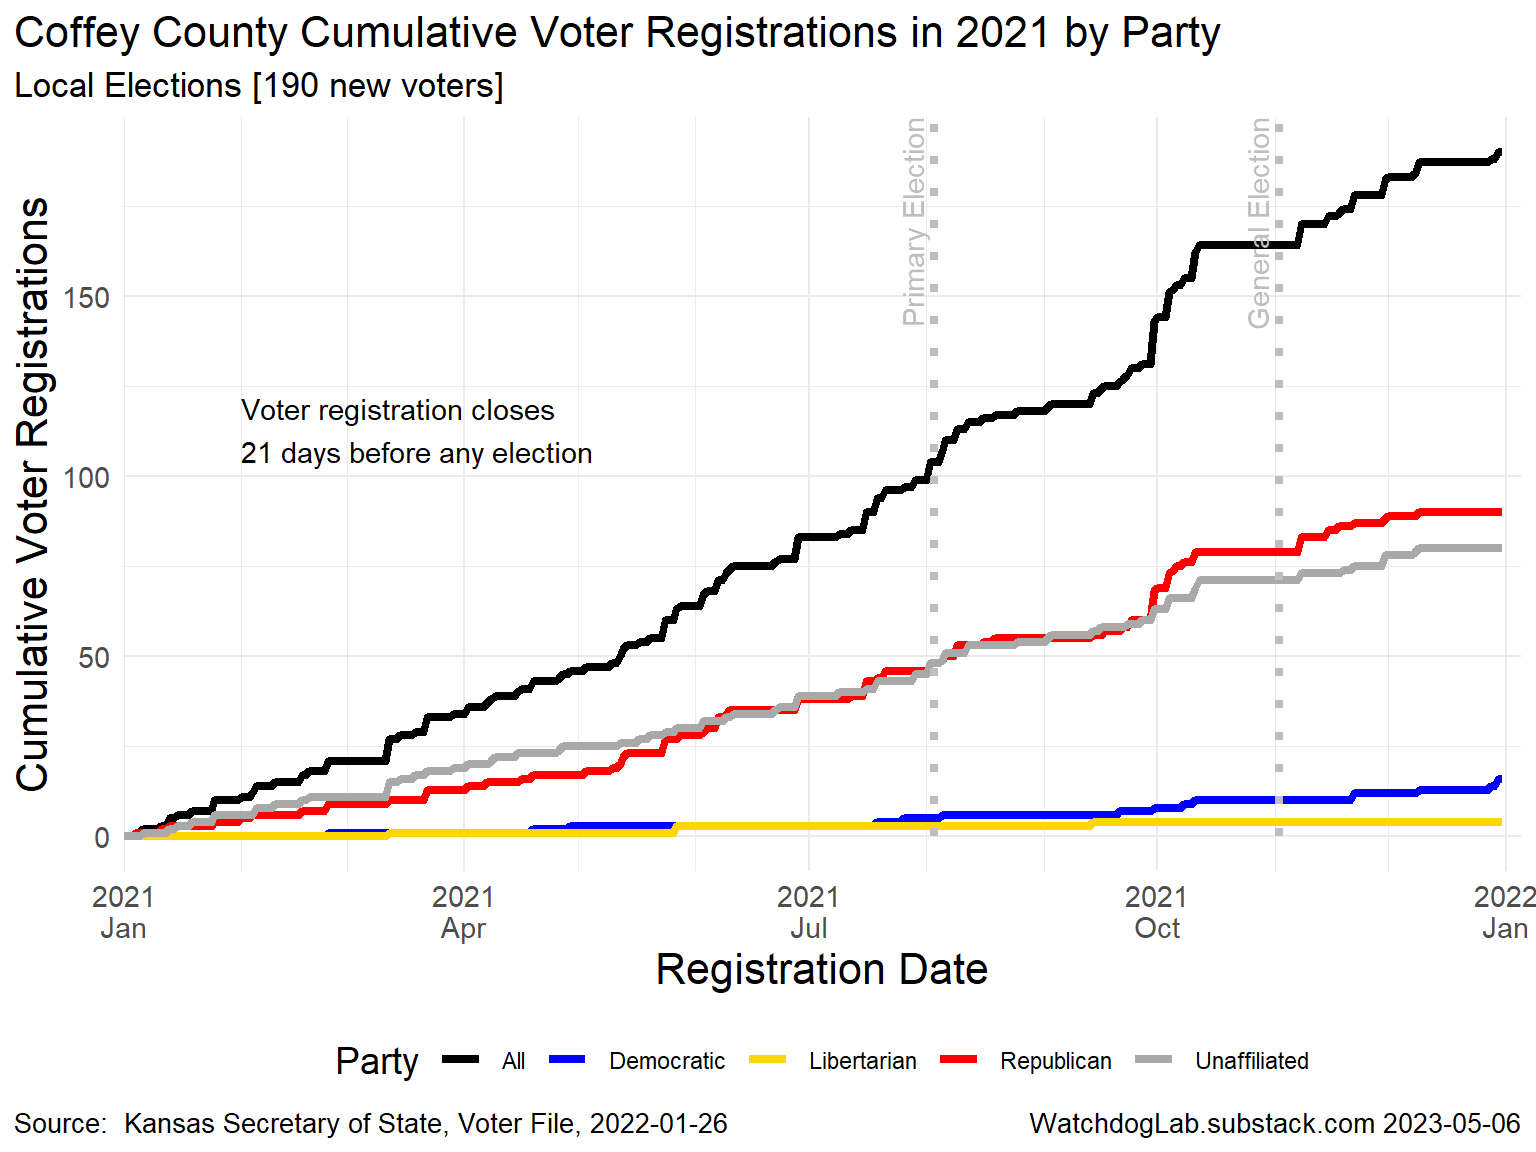 Coffey County Cumulative Voter Registrations in 2021 by Party
Local Elections [190 new voters]
Cumulative Voter Registrations
150
100
50
0
Primary Election
General Election
Voter registration closes
21 days before any election
2021
Jan
2021
Apr
2021
Jul
2021
Oct
2022
Jan
Registration Date
Party
All
Democratic
Libertarian
Republican
Unaffiliated
Source:  Kansas Secretary of State, Voter File, 2022-01-26
WatchdogLab.substack.com 2023-05-06